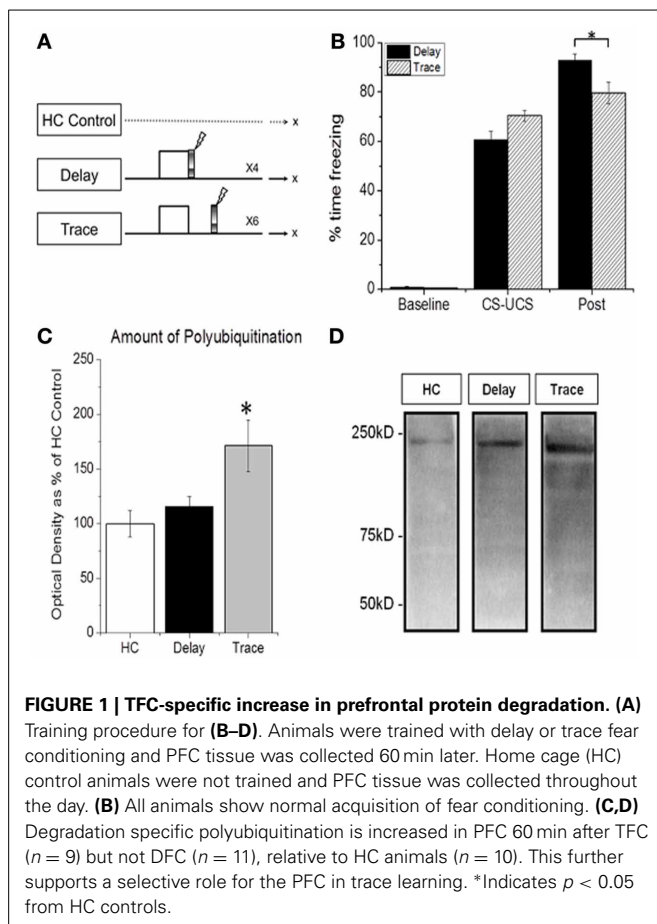 A
HC Control
x
Delay
X4
x
Trace
X6
x
B
Delay
Trace
*
100
80
60
40
20
0
% time freezing
Baseline
CS-UCS
Post
C
Amount of Polyubiquitination
250
200
150
100
50
0
Optical Density as % of HC Control
*
HC
Delay
Trace
D
HC
Delay
Trace
250kD -
75kD -
50kD -
FIGURE 1 | TFC-specific increase in prefrontal protein degradation. (A)
Training procedure for (B–D). Animals were trained with delay or trace fear
conditioning and PFC tissue was collected 60 min later. Home cage (HC)
control animals were not trained and PFC tissue was collected throughout
the day. (B) All animals show normal acquisition of fear conditioning. (C,D)
Degradation specific polyubiquitination is increased in PFC 60 min after TFC
(n = 9) but not DFC (n = 11), relative to HC animals (n = 10). This further
supports a selective role for the PFC in trace learning. *Indicates p < 0.05
from HC controls.